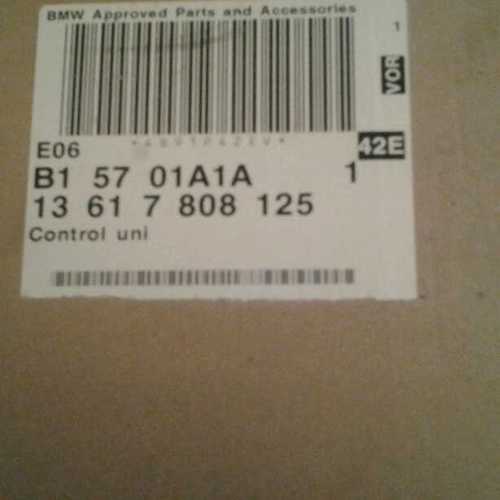 BMW Approved Parts and Accessories
1
VOR
E06
42E
B1 57 01A1A 1
13 61 7 808 125
Control uni